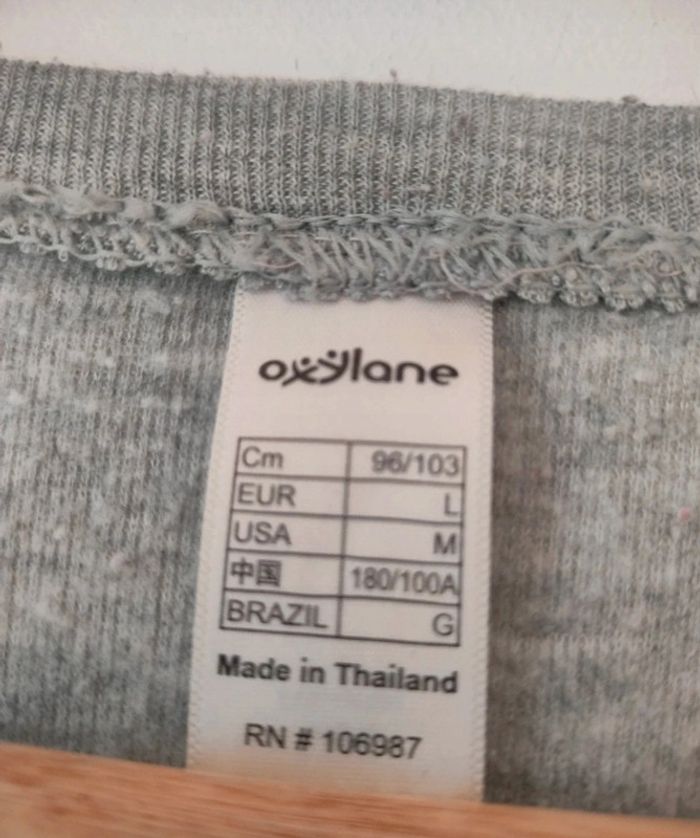 oxylane
Cm 96/103
EUR L
USA M
中国 180/100A
BRAZIL G
Made in Thailand
RN # 106987